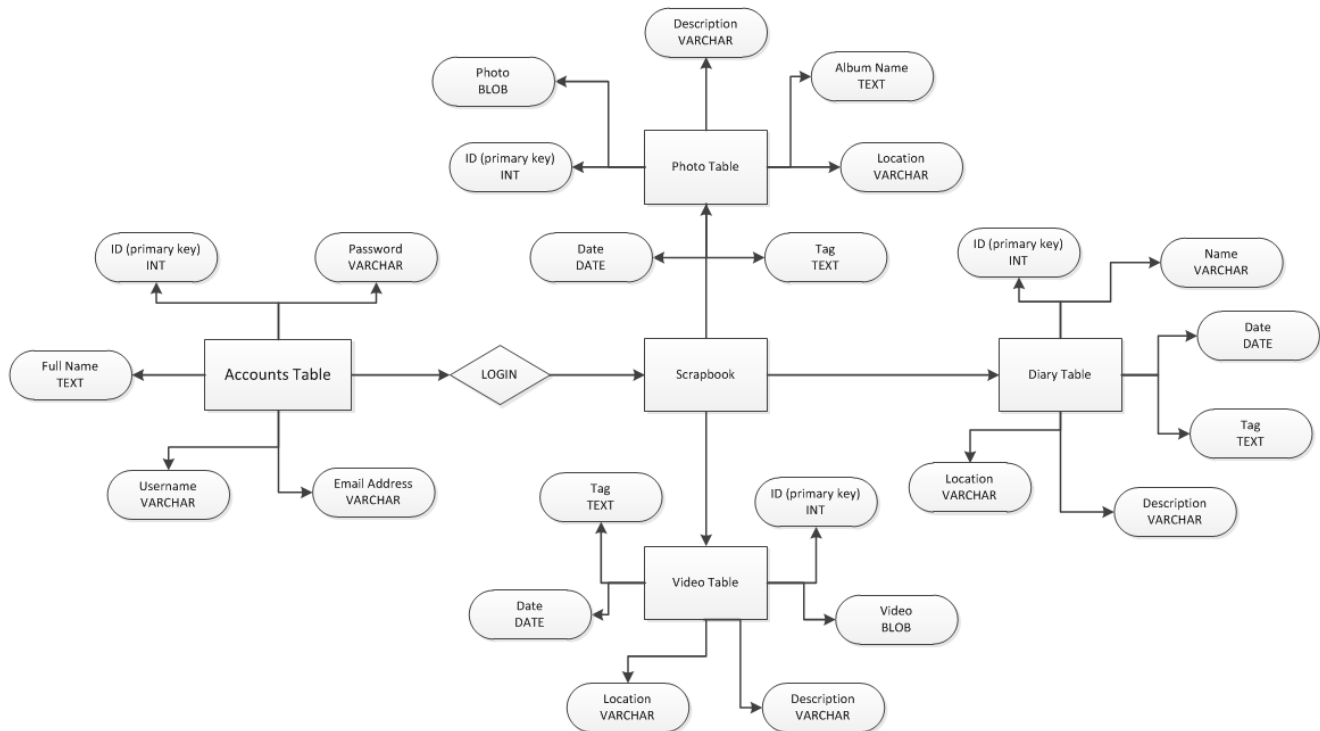 Description
VARCHAR
Photo
BLOB
Album Name
TEXT
ID (primary key)
INT
Photo Table
Location
VARCHAR
Date
DATE
Tag
TEXT
ID (primary key)
INT
Password
VARCHAR
Full Name
TEXT
Accounts Table
Username
VARCHAR
Email Address
VARCHAR
LOGIN
Scrapbook
ID (primary key)
INT
Name
VARCHAR
Date
DATE
Diary Table
Tag
TEXT
Location
VARCHAR
Description
VARCHAR
Tag
TEXT
ID (primary key)
INT
Video Table
Date
DATE
Video
BLOB
Location
VARCHAR
Description
VARCHAR